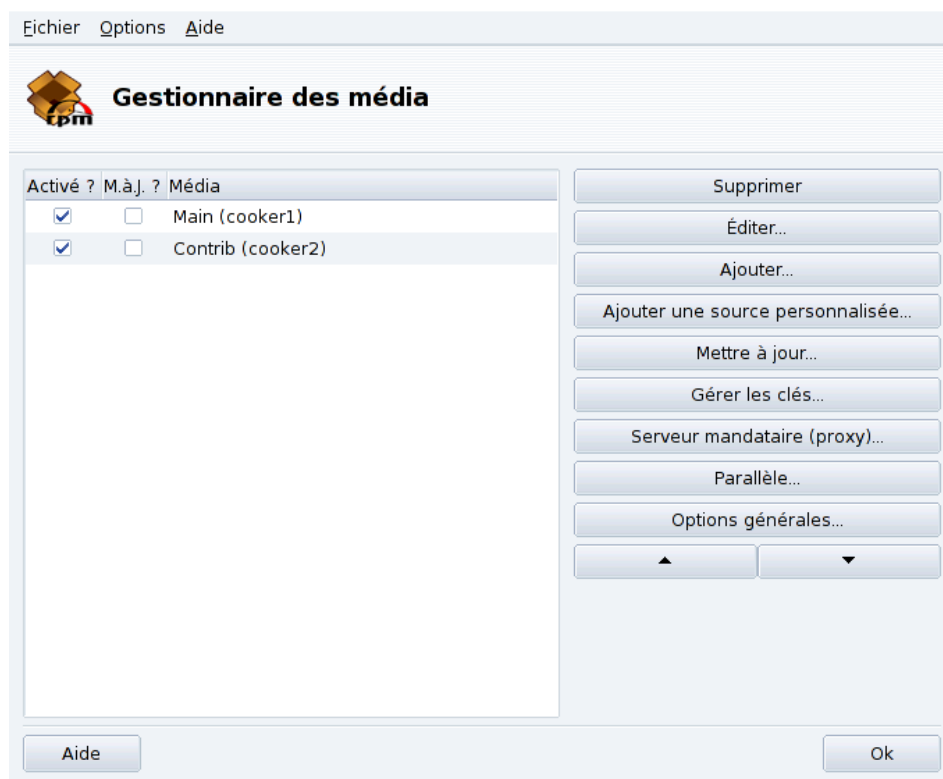 Fichier Options Aide
rpm
Gestionnaire des média
Activé ? M.à.J. ? Média
Main (cooker1)
Contrib (cooker2)
Supprimer
Éditer...
Ajouter...
Ajouter une source personnalisée...
Mettre à jour...
Gérer les clés...
Serveur mandataire (proxy)...
Parallèle...
Options générales...
Aide
Ok